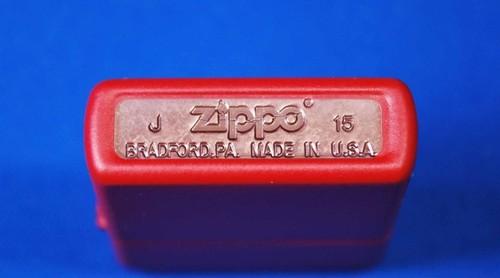 J Zippo® 15
BRADFORD.PA. MADE IN U.S.A.